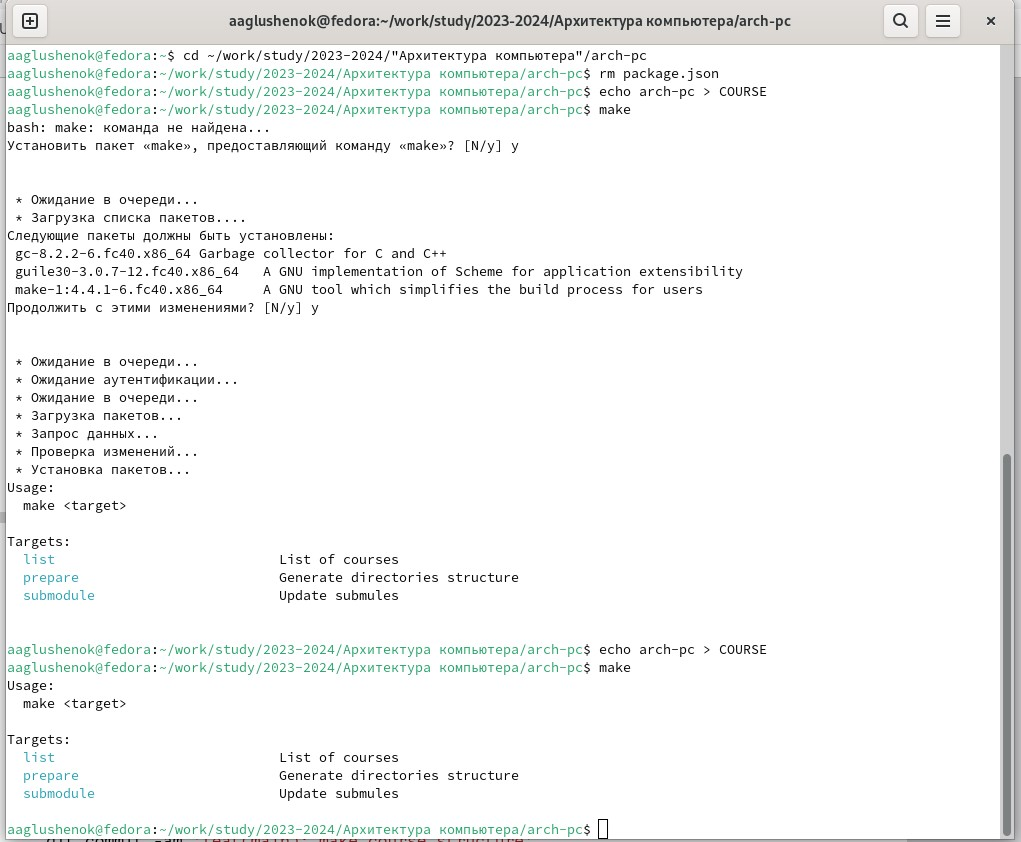 aaglushenok@fedora:~/work/study/2023-2024/Архитектура компьютера/arch-pc
aaglushenok@fedora:~$ cd ~/work/study/2023-2024/"Архитектура компьютера"/arch-pc
aaglushenok@fedora:~/work/study/2023-2024/Архитектура компьютера/arch-pc$ rm package.json
aaglushenok@fedora:~/work/study/2023-2024/Архитектура компьютера/arch-pc$ echo arch-pc > COURSE
aaglushenok@fedora:~/work/study/2023-2024/Архитектура компьютера/arch-pc$ make
bash: make: команда не найдена...
Установить пакет «make», предоставляющий команду «make»? [N/y] y
* Ожидание в очереди...
* Загрузка списка пакетов....
Следующие пакеты должны быть установлены:
gc-8.2.2-6.fc40.x86_64 Garbage collector for C and C++
guile30-3.0.7-12.fc40.x86_64 A GNU implementation of Scheme for application extensibility
make-1:4.4.1-6.fc40.x86_64 A GNU tool which simplifies the build process for users
Продолжить с этими изменениями? [N/y] y
* Ожидание в очереди...
* Ожидание аутентификации...
* Ожидание в очереди...
* Загрузка пакетов...
* Запрос данных...
* Проверка изменений...
* Установка пакетов...
Usage:
make <target>
Targets:
list List of courses
prepare Generate directories structure
submodule Update submules
aaglushenok@fedora:~/work/study/2023-2024/Архитектура компьютера/arch-pc$ echo arch-pc > COURSE
aaglushenok@fedora:~/work/study/2023-2024/Архитектура компьютера/arch-pc$ make
Usage:
make <target>
Targets:
list List of courses
prepare Generate directories structure
submodule Update submules
aaglushenok@fedora:~/work/study/2023-2024/Архитектура компьютера/arch-pc$